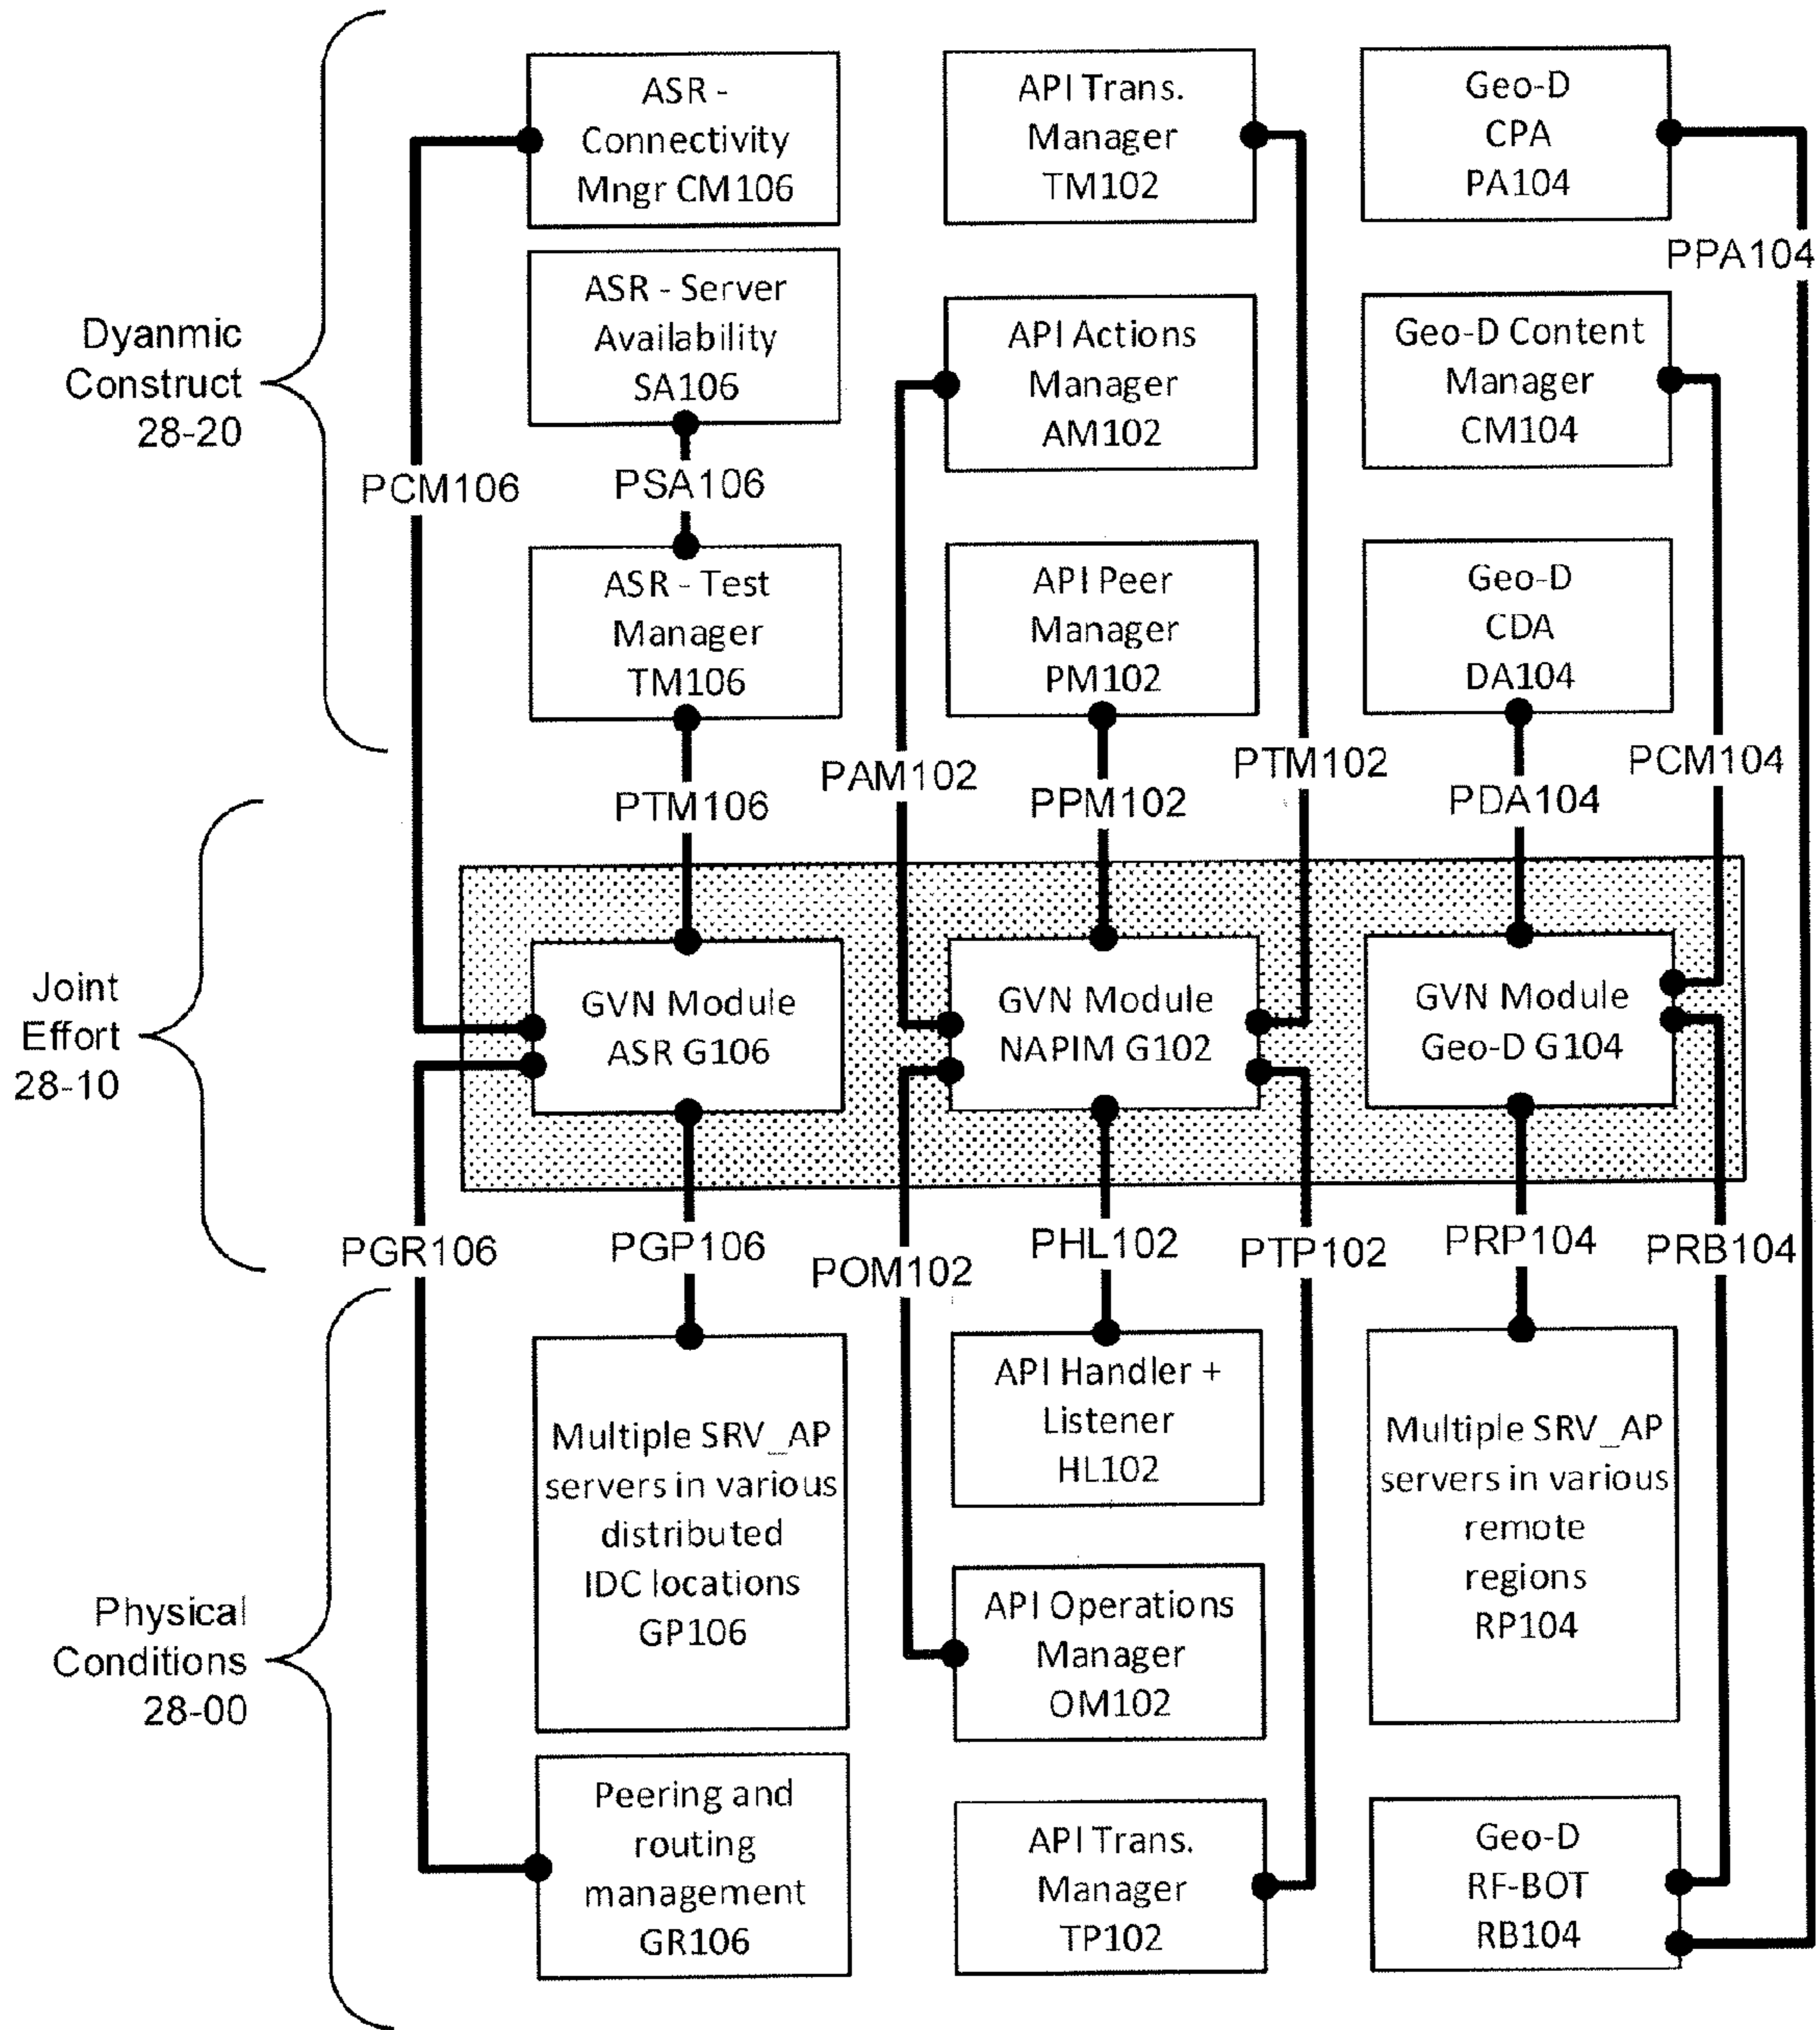 ASR -
Connectivity
Mngr CM106
API Trans.
Manager
TM102
Geo-D
CPA
PA104
PPA104
ASR - Server
Availability
SA106
API Actions
Manager
AM102
Geo-D Content
Manager
CM104
Dyanmic
Construct
28-20
PCM106
PSA106
ASR - Test
Manager
TM106
API Peer
Manager
PM102
Geo-D
CDA
DA104
PTM106
PAM102
PPM102
PTM102
PDA104
PCM104
Joint
Effort
28-10
GVN Module
ASR G106
GVN Module
NAPIM G102
GVN Module
Geo-D G104
PGR106
PGP106
POM102
PHL102
PTP102
PRP104
PRB104
Physical
Conditions
28-00
Multiple SRV_AP
servers in various
distributed
IDC locations
GP106
API Handler +
Listener
HL102
Multiple SRV_AP
servers in various
remote
regions
RP104
API Operations
Manager
OM102
Peering and
routing
management
GR106
API Trans.
Manager
TP102
Geo-D
RF-BOT
RB104